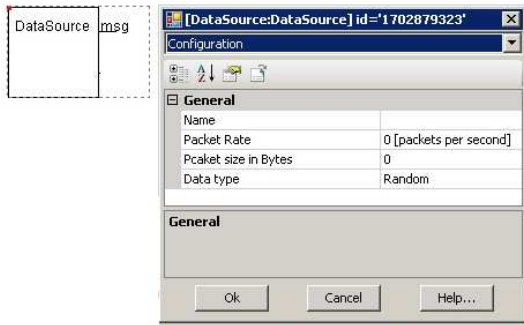 DataSource msg
[DataSource:DataSource] id='1702879323'
Configuration
General
Name
Packet Rate 0 [packets per second]
Pcaket size in Bytes 0
Data type Random
General
Ok Cancel Help...